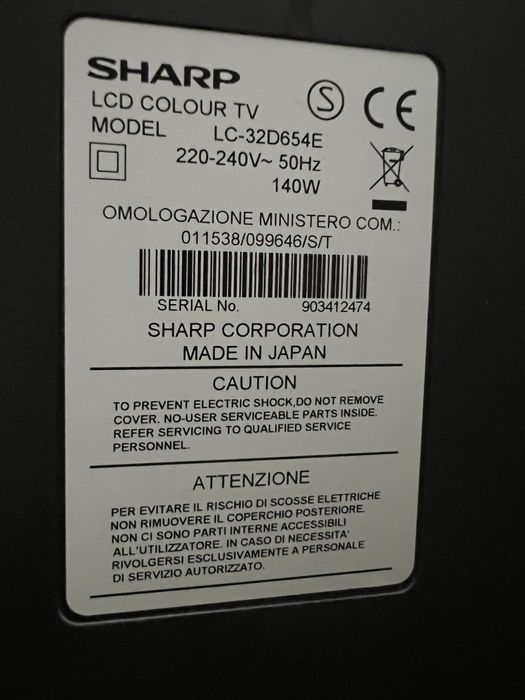 SHARP
LCD COLOUR TV
MODEL LC-32D654E
220-240V~ 50Hz
140W
S
CE
OMOLOGAZIONE MINISTERO COM.:
011538/099646/S/T
SERIAL No. 903412474
SHARP CORPORATION
MADE IN JAPAN
CAUTION
TO PREVENT ELECTRIC SHOCK,DO NOT REMOVE
COVER. NO-USER SERVICEABLE PARTS INSIDE.
REFER SERVICING TO QUALIFIED SERVICE
PERSONNEL.
ATTENZIONE
PER EVITARE IL RISCHIO DI SCOSSE ELETTRICHE
NON RIMUOVERE IL COPERCHIO POSTERIORE.
NON CI SONO PARTI INTERNE ACCESSIBILI
ALL'UTILIZZATORE. IN CASO DI NECESSITA'
RIVOLGERSI ESCLUSIVAMENTE A PERSONALE
DI SERVIZIO AUTORIZZATO.